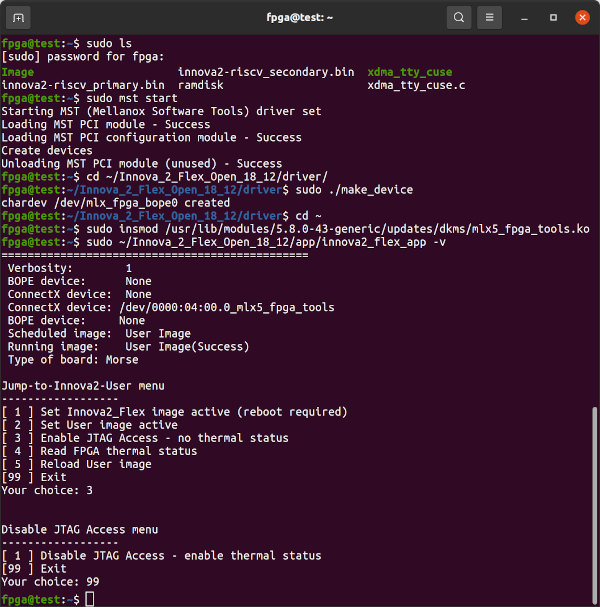 fpga@test: ~
fpga@test:~$ sudo ls
[sudo] password for fpga:
Image innova2-riscv_secondary.bin xdma_tty_cuse
innova2-riscv_primary.bin ramdisk xdma_tty_cuse.c
fpga@test:~$ sudo mst start
Starting MST (Mellanox Software Tools) driver set
Loading MST PCI module - Success
Loading MST PCI configuration module - Success
Create devices
Unloading MST PCI module (unused) - Success
fpga@test:~$ cd ~/Innova_2_Flex_Open_18_12/driver/
fpga@test:~/Innova_2_Flex_Open_18_12/driver$ sudo ./make_device
chardev /dev/mlx_fpga_bope0 created
fpga@test:~/Innova_2_Flex_Open_18_12/driver$ cd ~
fpga@test:~$ sudo insmod /usr/lib/modules/5.8.0-43-generic/updates/dkms/mlx5_fpga_tools.ko
fpga@test:~$ sudo ~/Innova_2_Flex_Open_18_12/app/innova2_flex_app -v
===============================================
Verbosity: 1
BOPE device: None
ConnectX device: None
ConnectX device: /dev/0000:04:00.0_mlx5_fpga_tools
BOPE device: None
Scheduled image: User Image
Running image: User Image(Success)
Type of board: Morse
Jump-to-Innova2-User menu
------------------
[ 1 ] Set Innova2_Flex image active (reboot required)
[ 2 ] Set User image active
[ 3 ] Enable JTAG Access - no thermal status
[ 4 ] Read FPGA thermal status
[ 5 ] Reload User image
[99 ] Exit
Your choice: 3
Disable JTAG Access menu
------------------
[ 1 ] Disable JTAG Access - enable thermal status
[99 ] Exit
Your choice: 99
fpga@test:~$